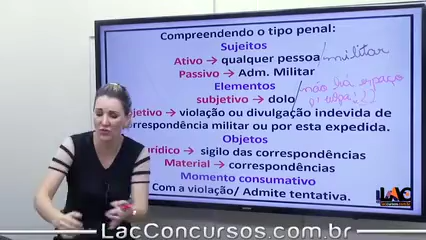 Compreendendo o tipo penal:
Sujeitos
Ativo → qualquer pessoa/militar
Passivo → Adm. Militar
Elementos
subjetivo → dolo/não há espaço
p/ culpa!!
bjetivo → violação ou divulgação indevida de
orrespondência militar ou por esta expedida.
Objetos
urídico → sigilo das correspondências
Material → correspondências
Momento consumativo
Com a violação/ Admite tentativa.
LAC
LacConcursos.com.br